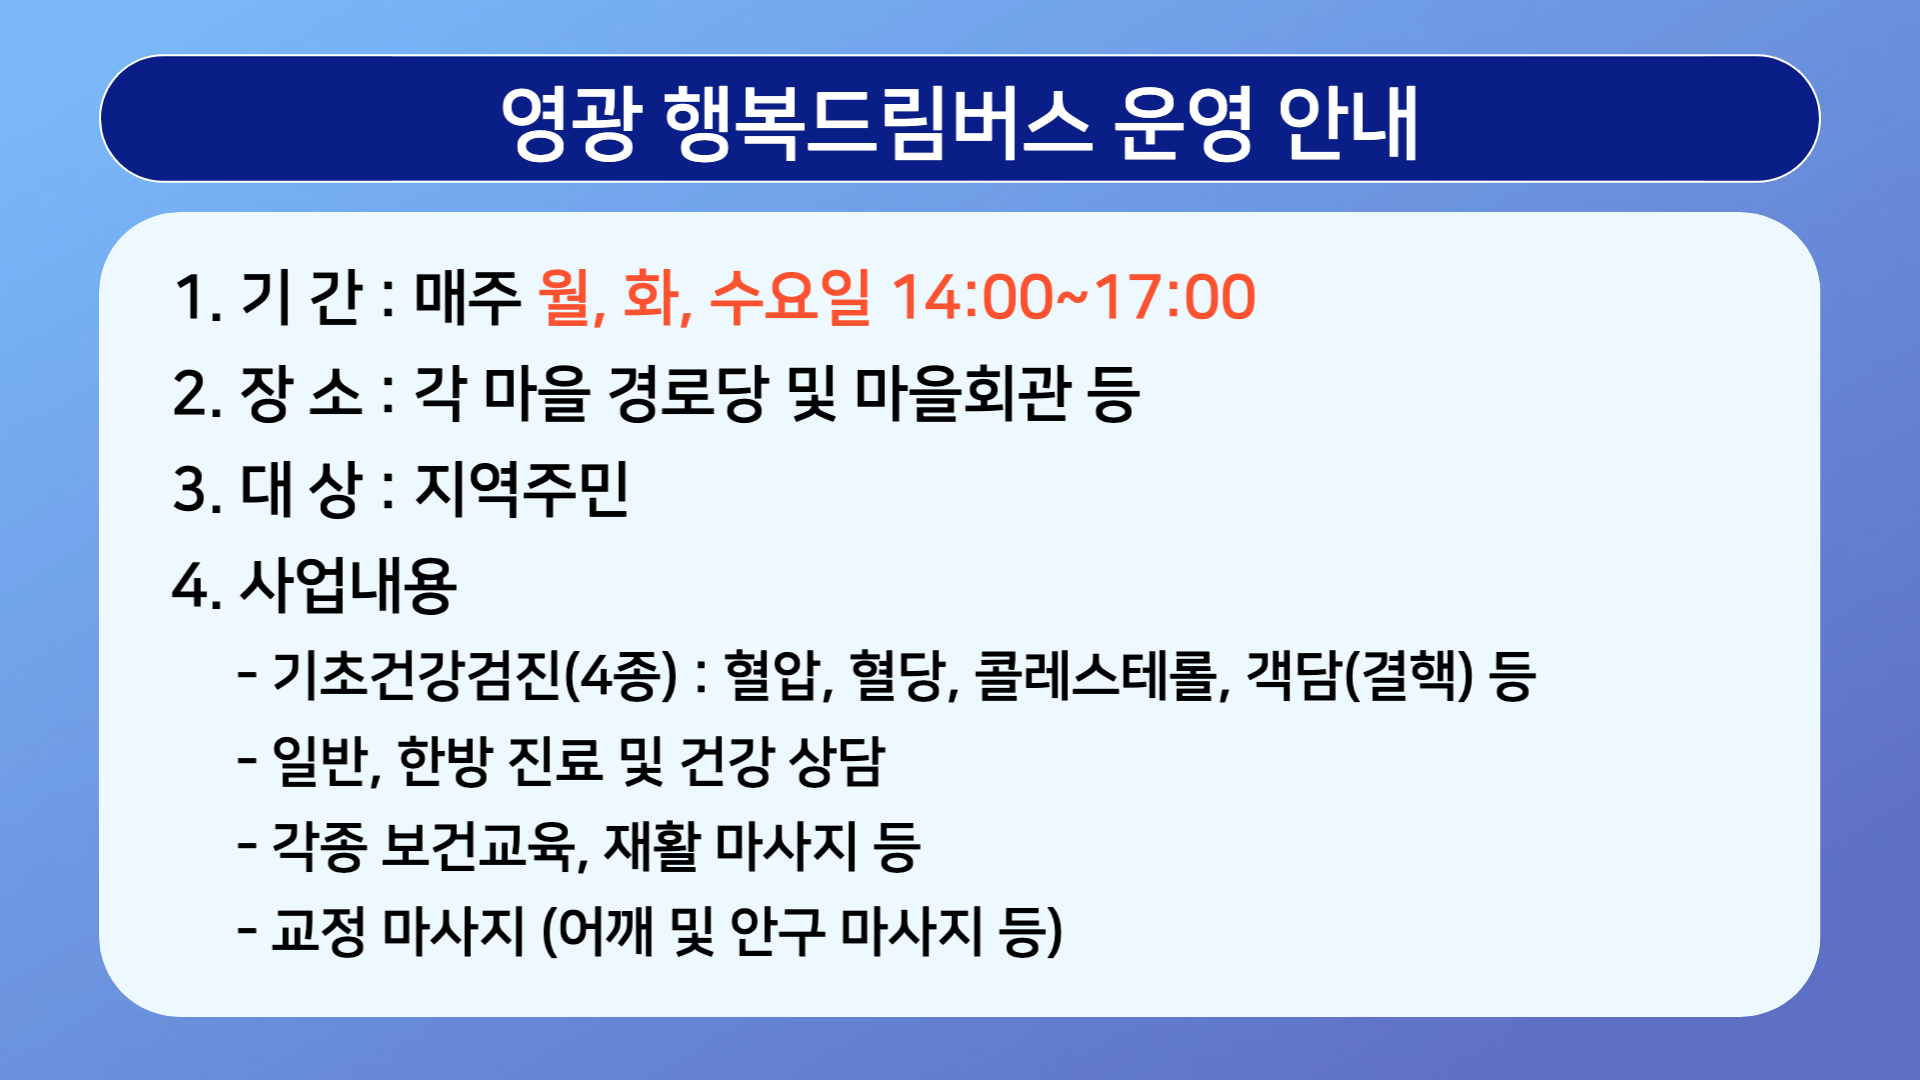 영광 행복드림버스 운영 안내
1. 기 간 : 매주 월, 화, 수요일 14:00~17:00
2. 장 소 : 각 마을 경로당 및 마을회관 등
3. 대 상 : 지역주민
4. 사업내용
- 기초건강검진(4종) : 혈압, 혈당, 콜레스테롤, 객담(결핵) 등
- 일반, 한방 진료 및 건강 상담
- 각종 보건교육, 재활 마사지 등
- 교정 마사지 (어깨 및 안구 마사지 등)